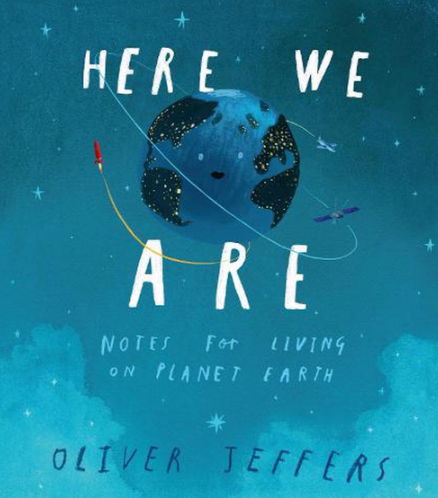 HERE WE
ARE
NOTES FOR LIVING
ON PLANET EARTH
OLIVER JEFFERS